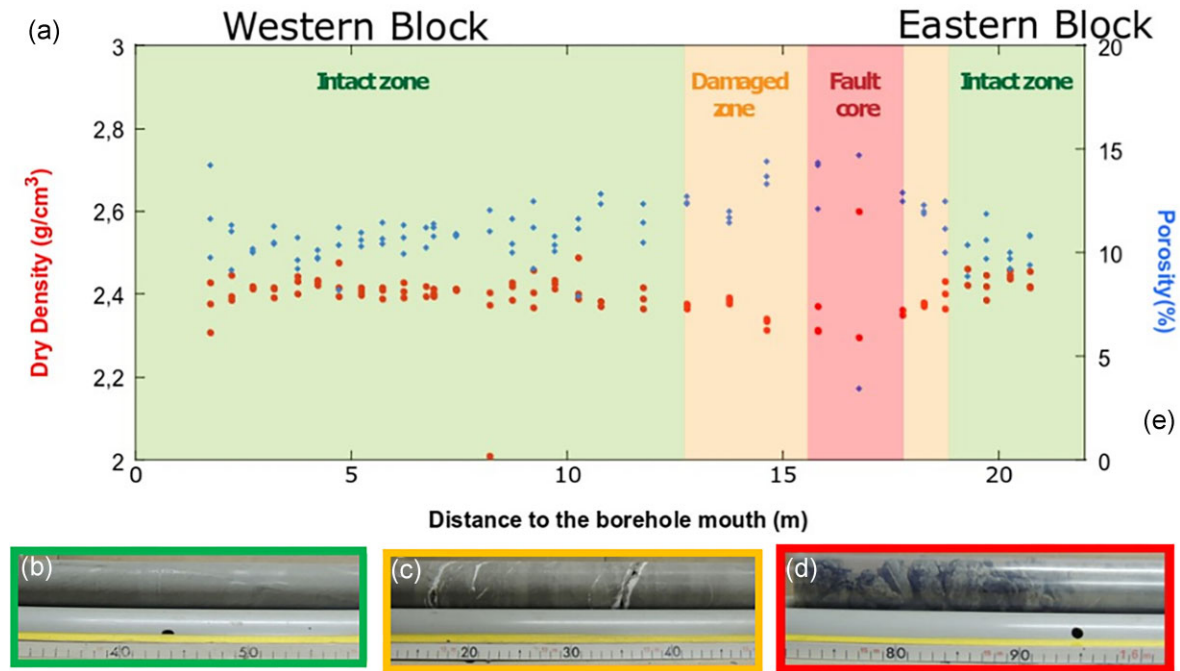 (a)
Western Block
Eastern Block
Intact zone
Damaged
zone
Fault
core
Intact zone
3
2,8
2,6
2,4
2,2
2
20
15
10
5
0
Dry Density (g/cm³)
Porosity(%)
(e)
0 5 10 15 20
Distance to the borehole mouth (m)
(b)
40 50
(c)
20 30 40
(d)
80 90